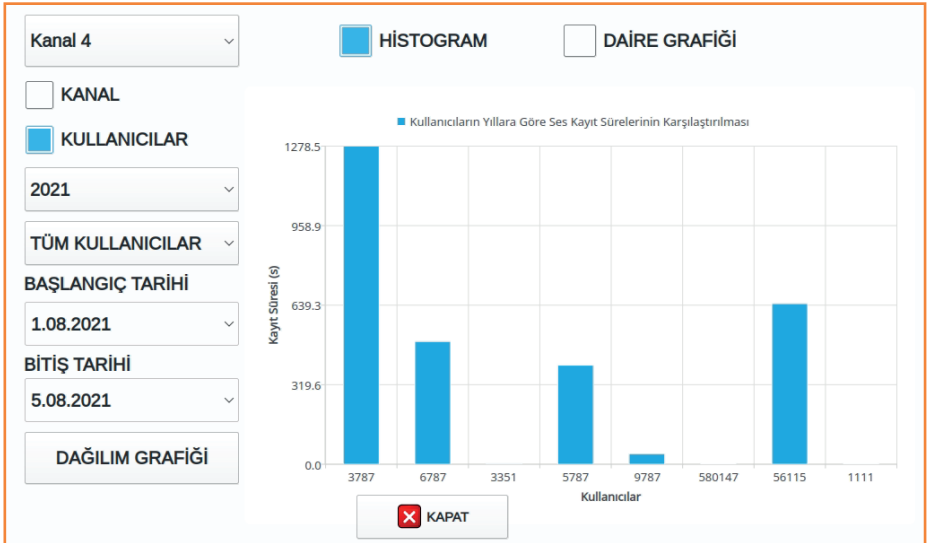 Kanal 4
KANAL
KULLANICILAR
2021
TÜM KULLANICILAR
BAŞLANGIÇ TARİHİ
1.08.2021
BİTİŞ TARİHİ
5.08.2021
DAĞILIM GRAFİĞİ
HİSTOGRAM
DAİRE GRAFİĞİ
Kullanıcıların Yıllara Göre Ses Kayıt Sürelerinin Karşılaştırılması
Kayıt Süresi (s)
1278.5
958.9
639.3
319.6
0.0
3787 6787 3351 5787 9787 580147 56115 1111
Kullanıcılar
KAPAT